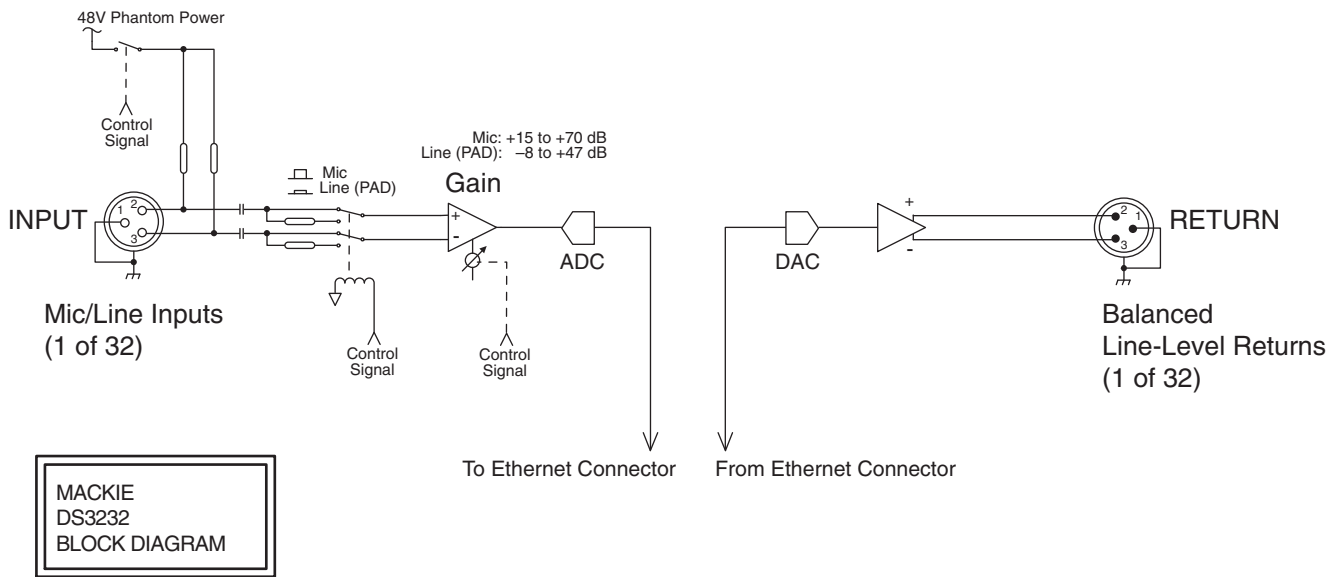 48V Phantom Power
Control
Signal
Mic: +15 to +70 dB
Line (PAD): –8 to +47 dB
Mic
Line (PAD)
Gain
INPUT
1
2
3
+
-
ADC
DAC
+
-
2
1
3
RETURN
Mic/Line Inputs
(1 of 32)
Control
Signal
Control
Signal
Balanced
Line-Level Returns
(1 of 32)
To Ethernet Connector
From Ethernet Connector
MACKIE
DS3232
BLOCK DIAGRAM